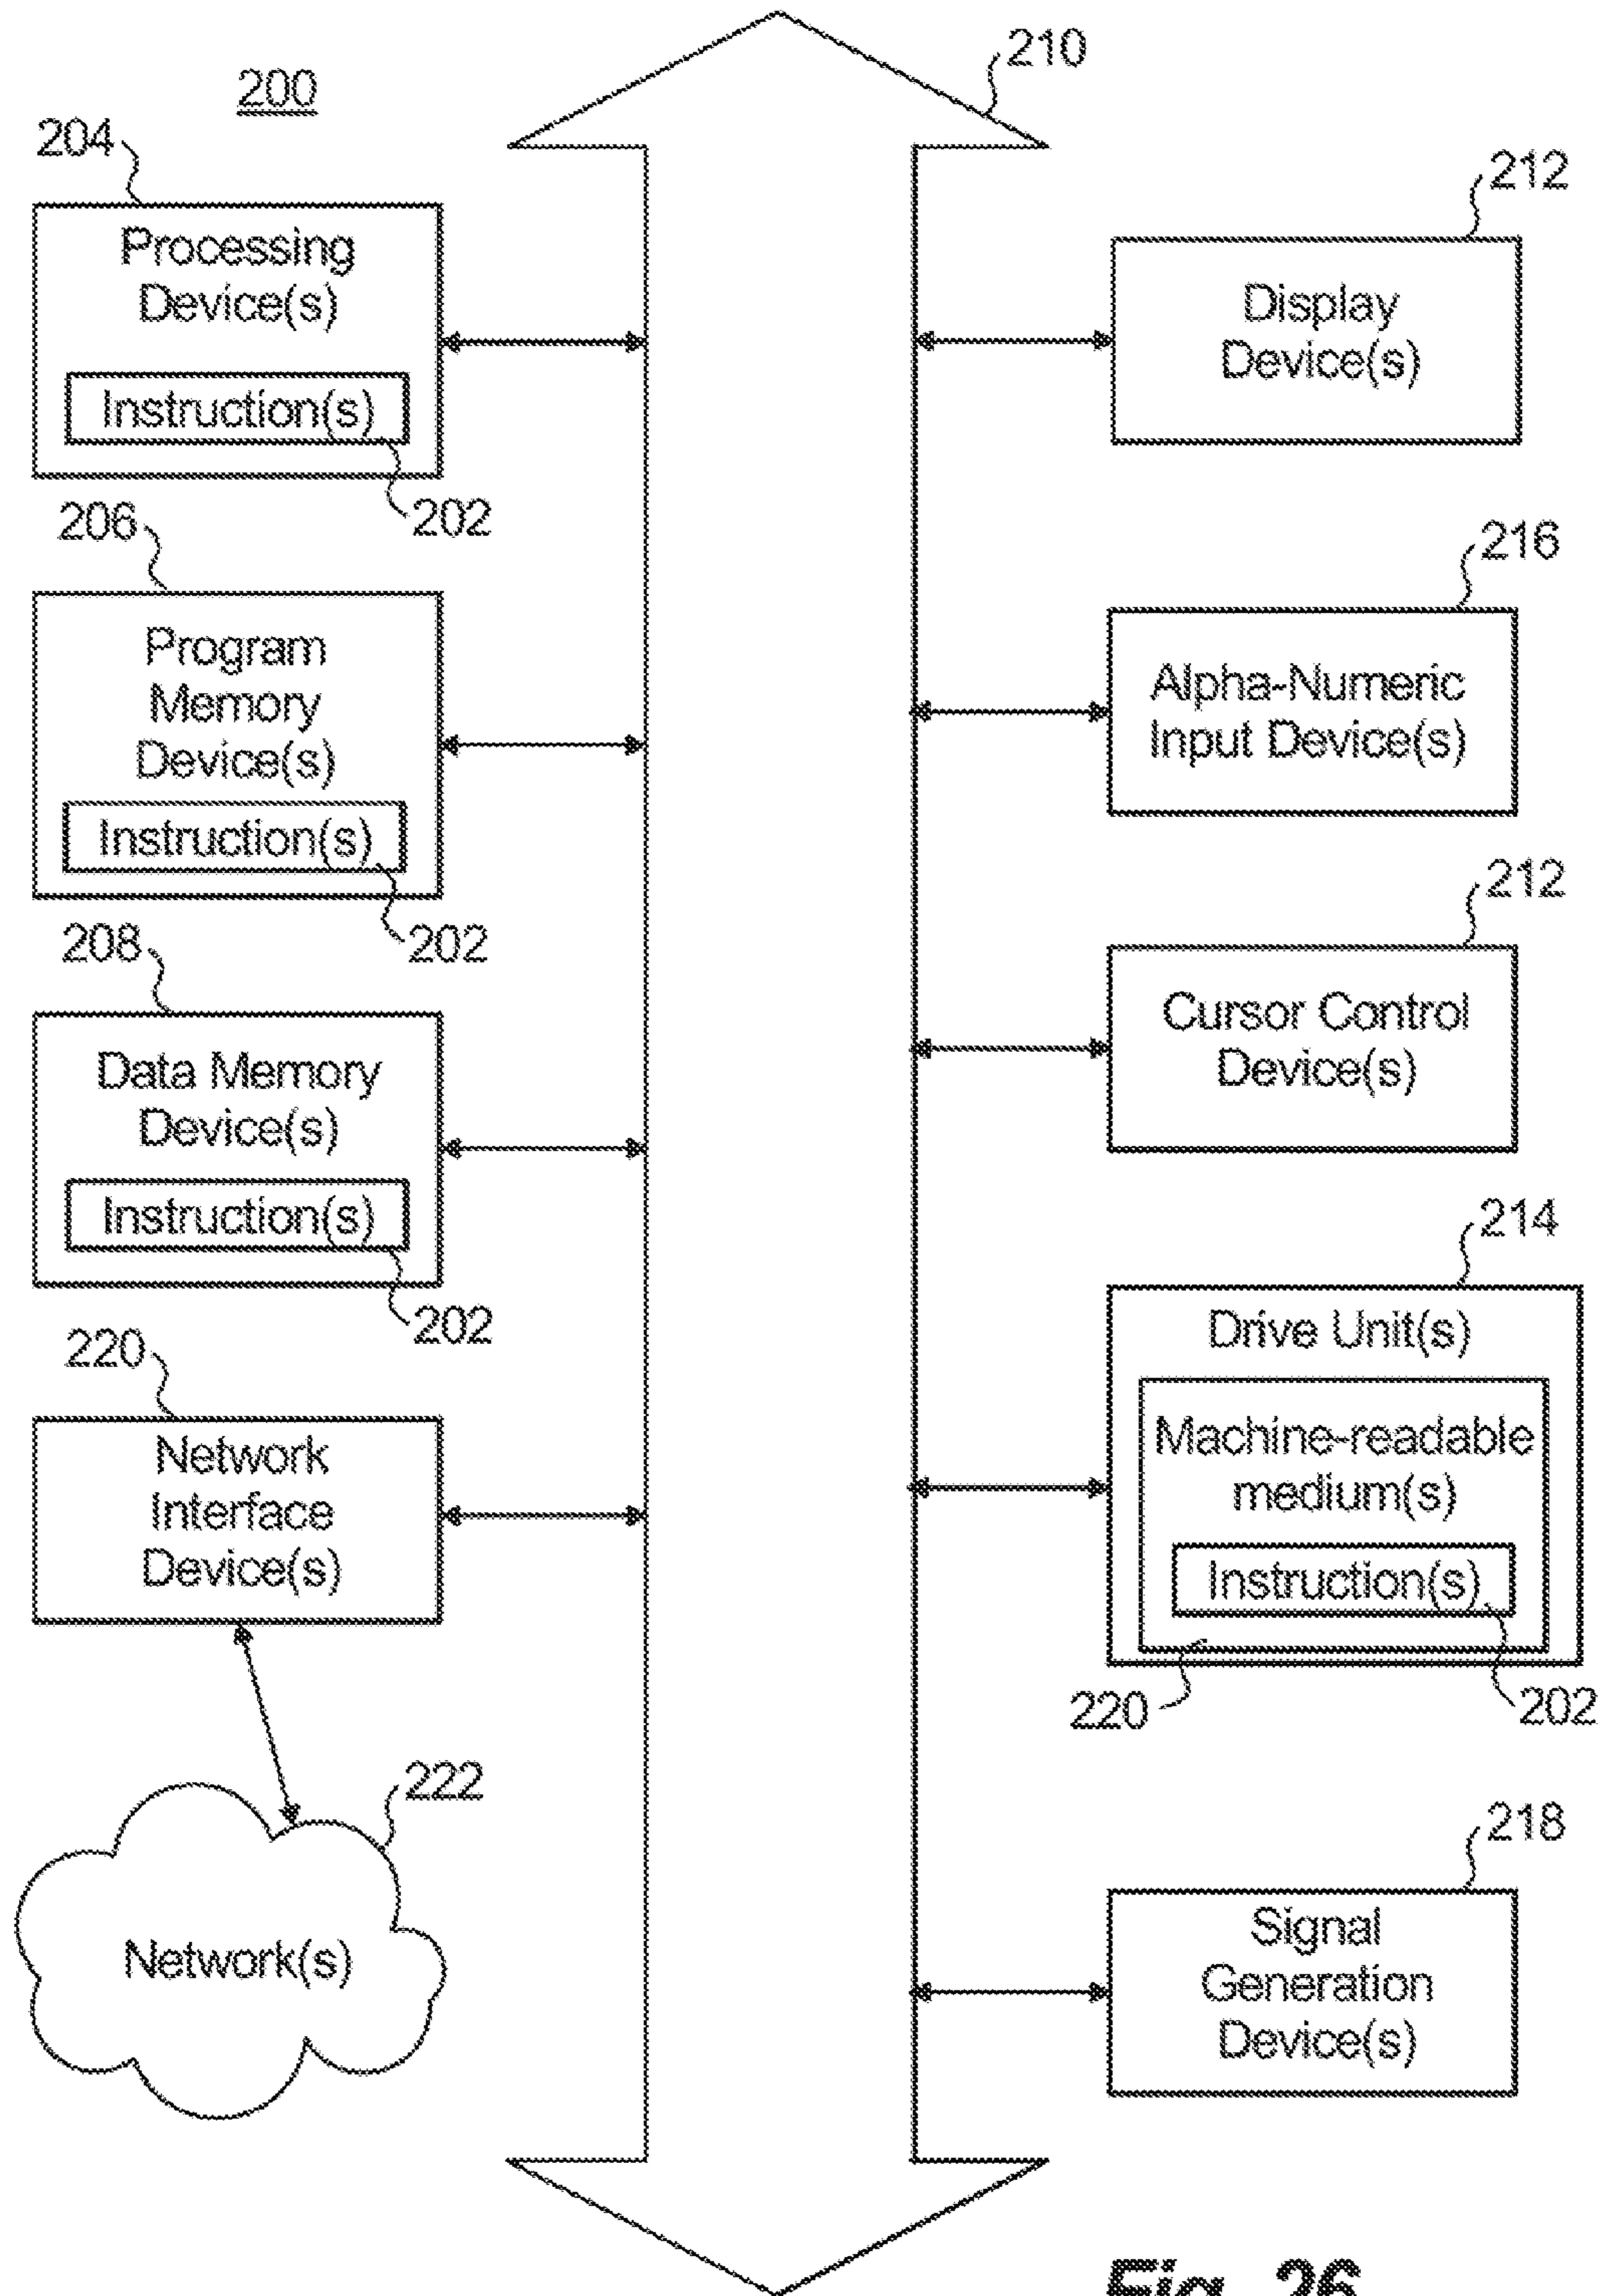 200
210
204
Processing
Device(s)
Instruction(s)
202
206
Program
Memory
Device(s)
Instruction(s)
202
208
Data Memory
Device(s)
Instruction(s)
202
220
Network
Interface
Device(s)
222
Network(s)
212
Display
Device(s)
216
Alpha-Numeric
Input Device(s)
212
Cursor Control
Device(s)
214
Drive Unit(s)
Machine-readable
medium(s)
Instruction(s)
220
202
218
Signal
Generation
Device(s)
Fig. 26